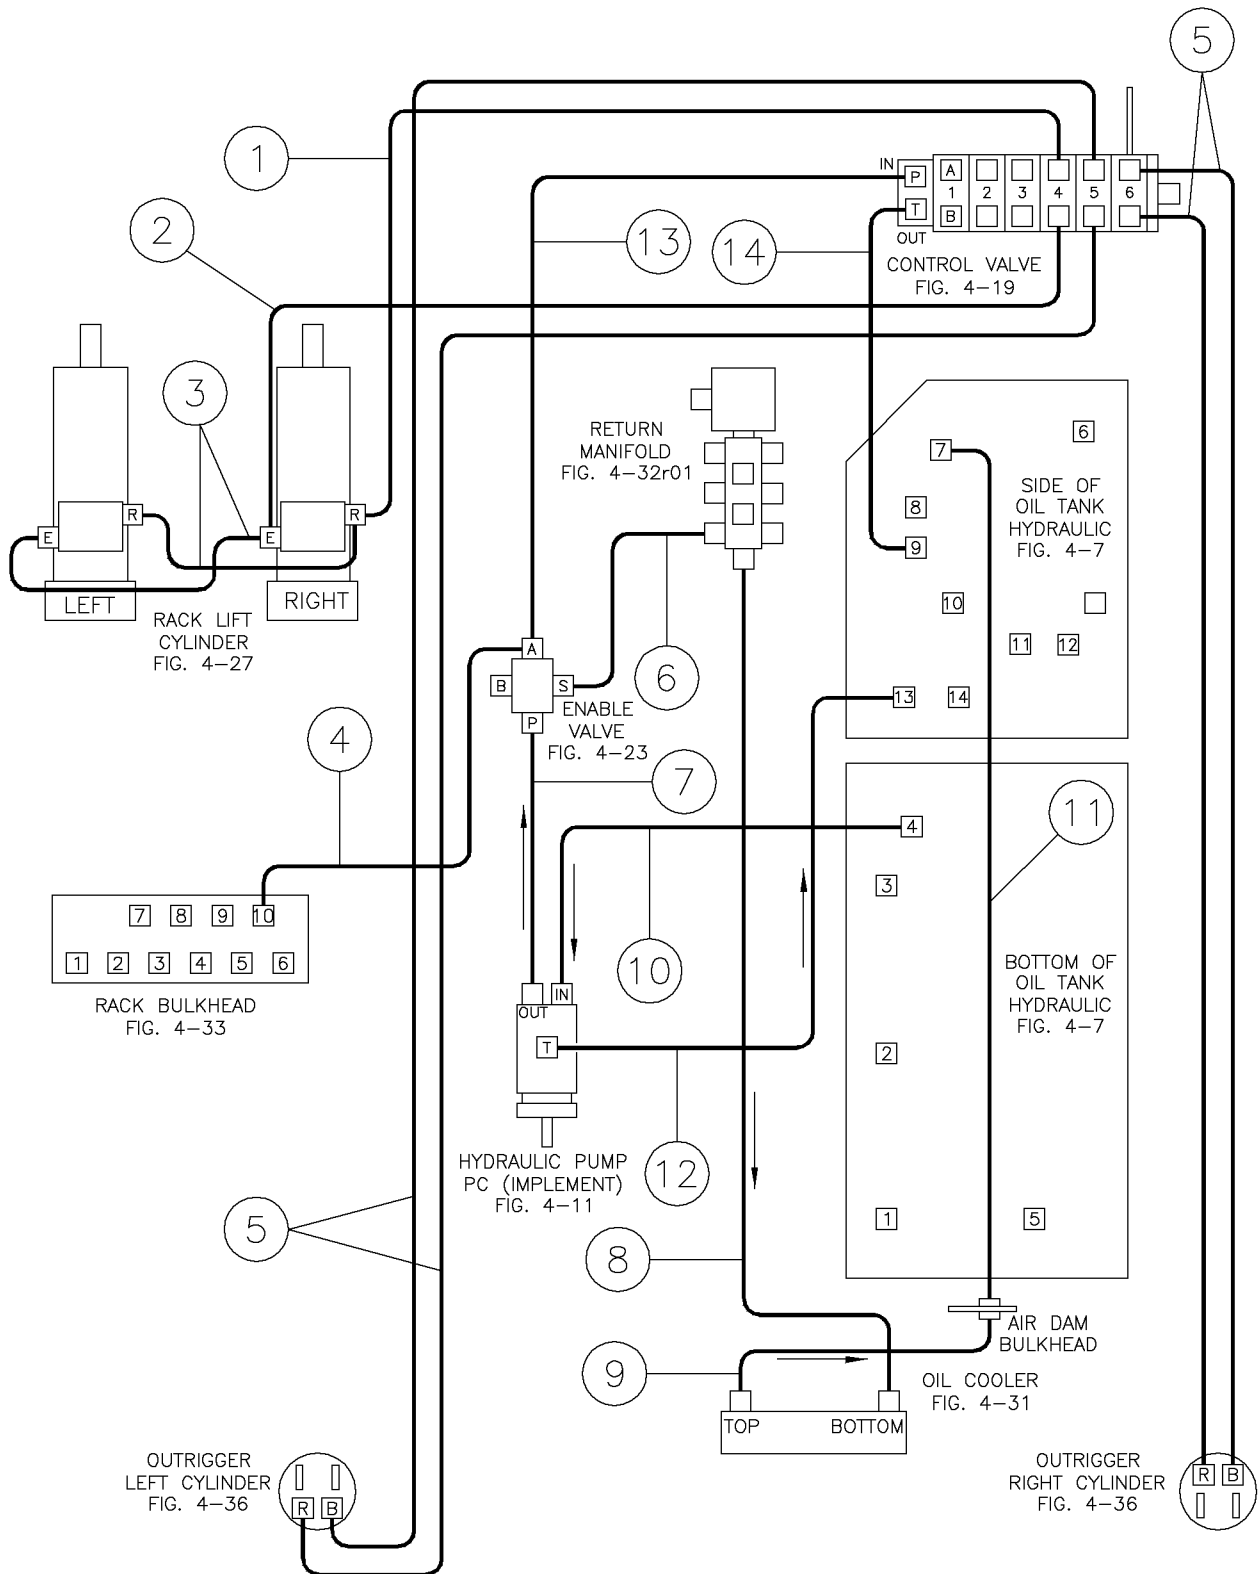 5
1
IN
P
A
1
2
3
4
5
6
T
B
OUT
2
13
14
CONTROL VALVE
FIG. 4-19
3
RETURN
MANIFOLD
FIG. 4-32r01
7
6
SIDE OF
OIL TANK
HYDRAULIC
FIG. 4-7
8
9
10
11
12
13
14
E
R
E
R
LEFT
RIGHT
RACK LIFT
CYLINDER
FIG. 4-27
A
B
S
P
ENABLE
VALVE
FIG. 4-23
6
4
7
11
4
3
2
1
5
BOTTOM OF
OIL TANK
HYDRAULIC
FIG. 4-7
7
8
9
10
1
2
3
4
5
6
RACK BULKHEAD
FIG. 4-33
10
OUT
IN
T
HYDRAULIC PUMP
PC (IMPLEMENT)
FIG. 4-11
12
5
8
AIR DAM
BULKHEAD
9
OIL COOLER
FIG. 4-31
TOP
BOTTOM
OUTRIGGER
LEFT CYLINDER
FIG. 4-36
R
B
OUTRIGGER
RIGHT CYLINDER
FIG. 4-36
R
B